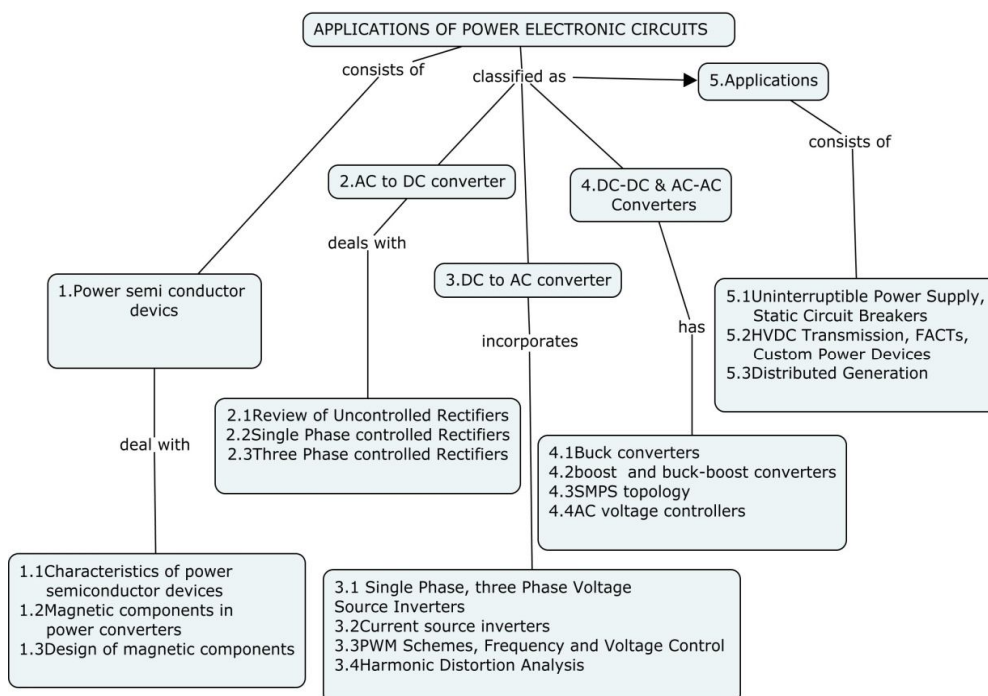 APPLICATIONS OF POWER ELECTRONIC CIRCUITS
consists of
classified as
5.Applications
consists of
2.AC to DC converter
4.DC-DC & AC-AC
Converters
deals with
3.DC to AC converter
1.Power semi conductor
devics
has
5.1Uninterruptible Power Supply,
Static Circuit Breakers
5.2HVDC Transmission, FACTs,
Custom Power Devices
5.3Distributed Generation
incorporates
2.1Review of Uncontrolled Rectifiers
2.2Single Phase controlled Rectifiers
2.3Three Phase controlled Rectifiers
deal with
4.1Buck converters
4.2boost and buck-boost converters
4.3SMPS topology
4.4AC voltage controllers
1.1Characteristics of power
semiconductor devices
1.2Magnetic components in
power converters
1.3Design of magnetic components
3.1 Single Phase, three Phase Voltage
Source Inverters
3.2Current source inverters
3.3PWM Schemes, Frequency and Voltage Control
3.4Harmonic Distortion Analysis